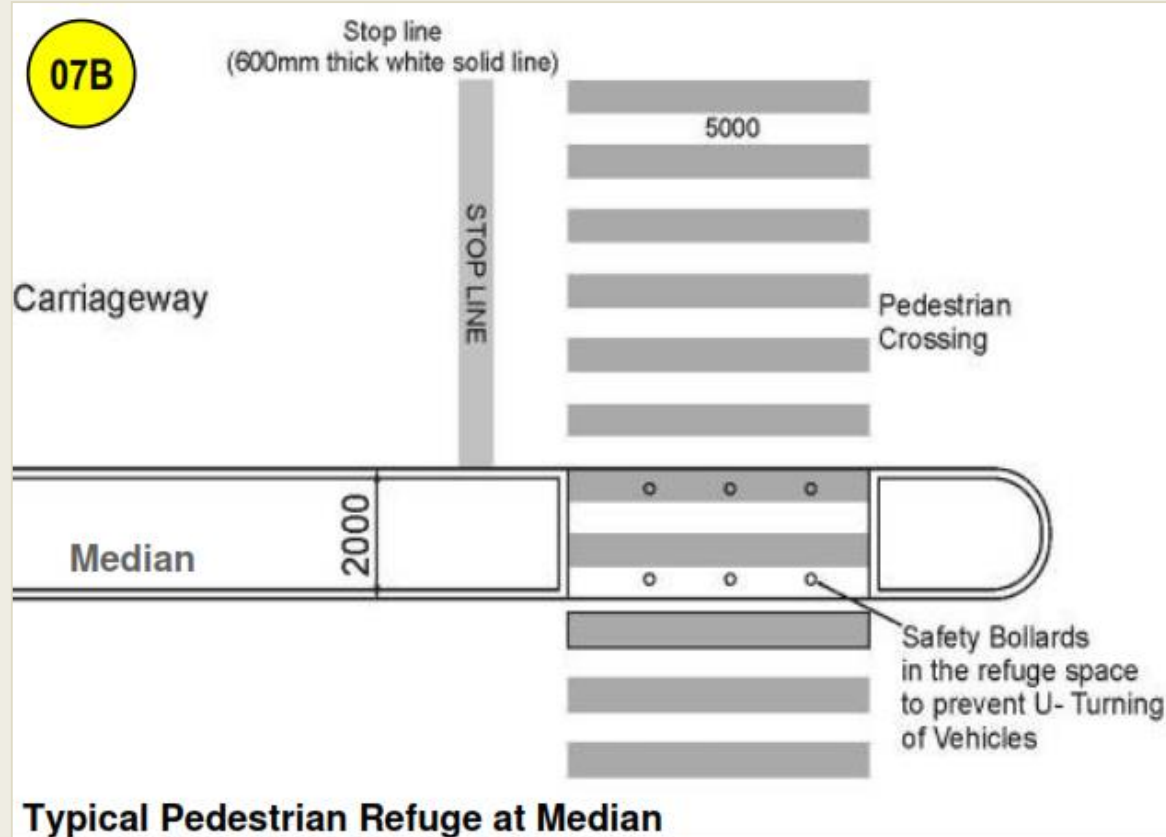 07B
Stop line
(600mm thick white solid line)
5000
STOP LINE
Carriageway
Pedestrian
Crossing
2000
Median
Safety Bollards
in the refuge space
to prevent U- Turning
of Vehicles
Typical Pedestrian Refuge at Median